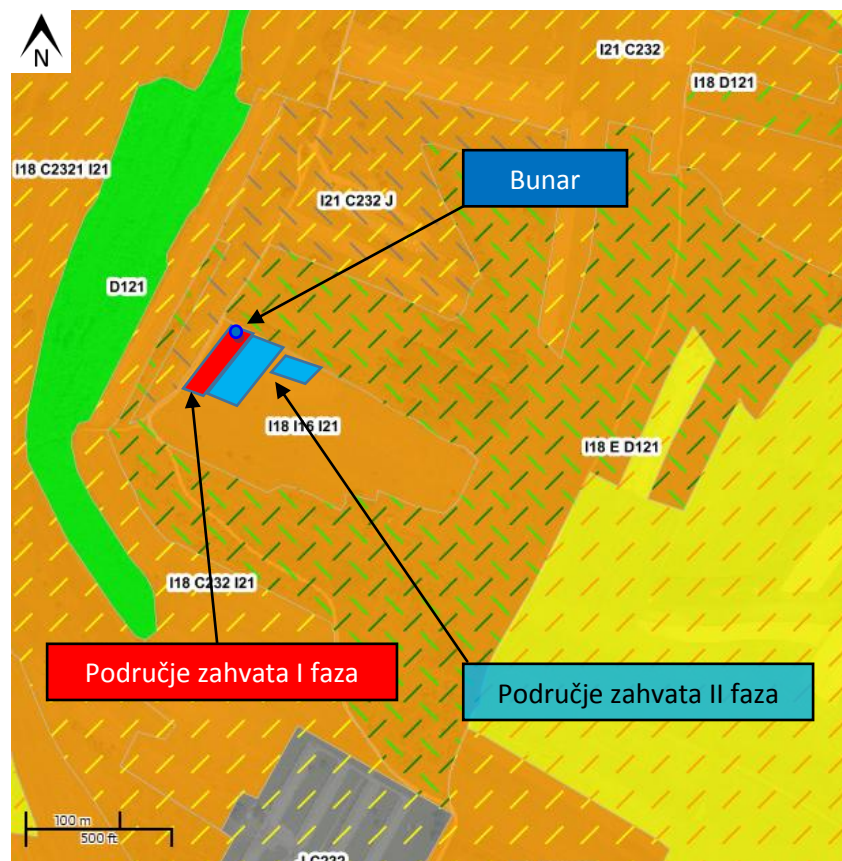 N
I21 C232
I18 D121
I18 C2321 I21
Bunar
I21 C232 J
D121
I18 I16 I21
I18 E D121
I18 C232 I21
Područje zahvata I faza
Područje zahvata II faza
100 m
500 ft